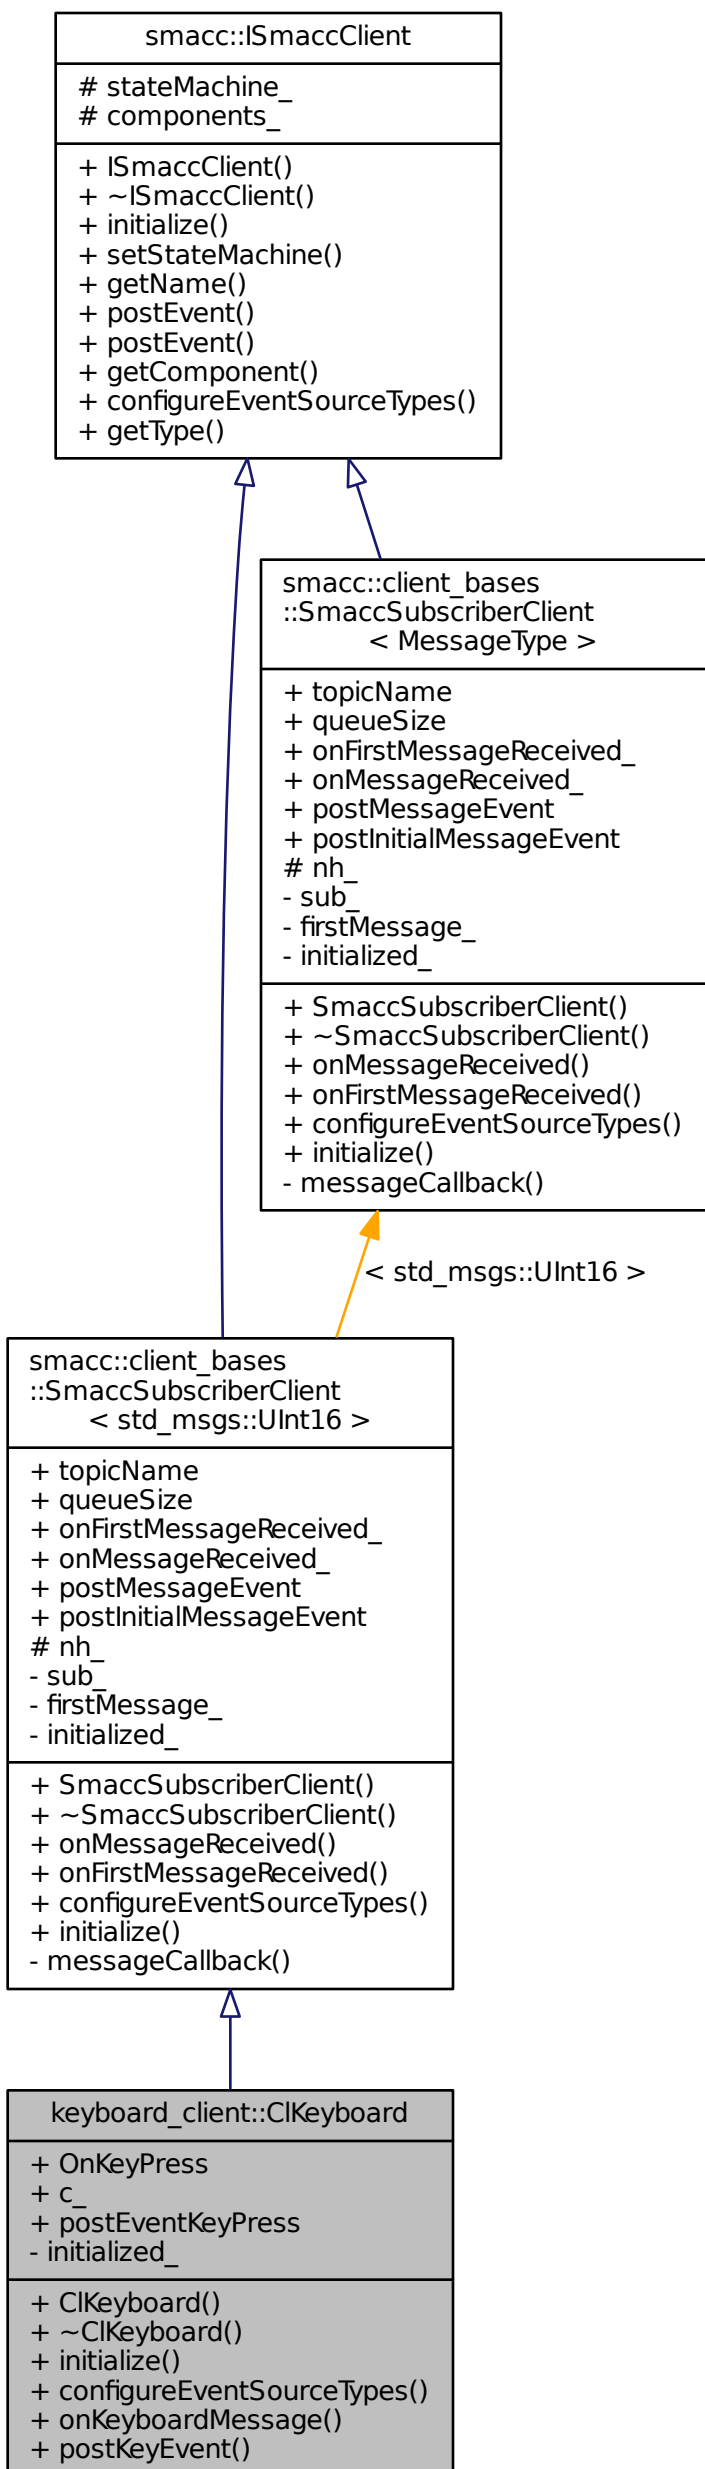 smacc::ISmaccClient
# stateMachine_
# components_
+ ISmaccClient()
+ ~ISmaccClient()
+ initialize()
+ setStateMachine()
+ getName()
+ postEvent()
+ postEvent()
+ getComponent()
+ configureEventSourceTypes()
+ getType()
smacc::client_bases
::SmaccSubscriberClient
< MessageType >
+ topicName
+ queueSize
+ onFirstMessageReceived_
+ onMessageReceived_
+ postMessageEvent
+ postInitialMessageEvent
# nh_
- sub_
- firstMessage_
- initialized_
+ SmaccSubscriberClient()
+ ~SmaccSubscriberClient()
+ onMessageReceived()
+ onFirstMessageReceived()
+ configureEventSourceTypes()
+ initialize()
- messageCallback()
< std_msgs::UInt16 >
smacc::client_bases
::SmaccSubscriberClient
< std_msgs::UInt16 >
+ topicName
+ queueSize
+ onFirstMessageReceived_
+ onMessageReceived_
+ postMessageEvent
+ postInitialMessageEvent
# nh_
- sub_
- firstMessage_
- initialized_
+ SmaccSubscriberClient()
+ ~SmaccSubscriberClient()
+ onMessageReceived()
+ onFirstMessageReceived()
+ configureEventSourceTypes()
+ initialize()
- messageCallback()
keyboard_client::ClKeyboard
+ OnKeyPress
+ c_
+ postEventKeyPress
- initialized_
+ ClKeyboard()
+ ~ClKeyboard()
+ initialize()
+ configureEventSourceTypes()
+ onKeyboardMessage()
+ postKeyEvent()